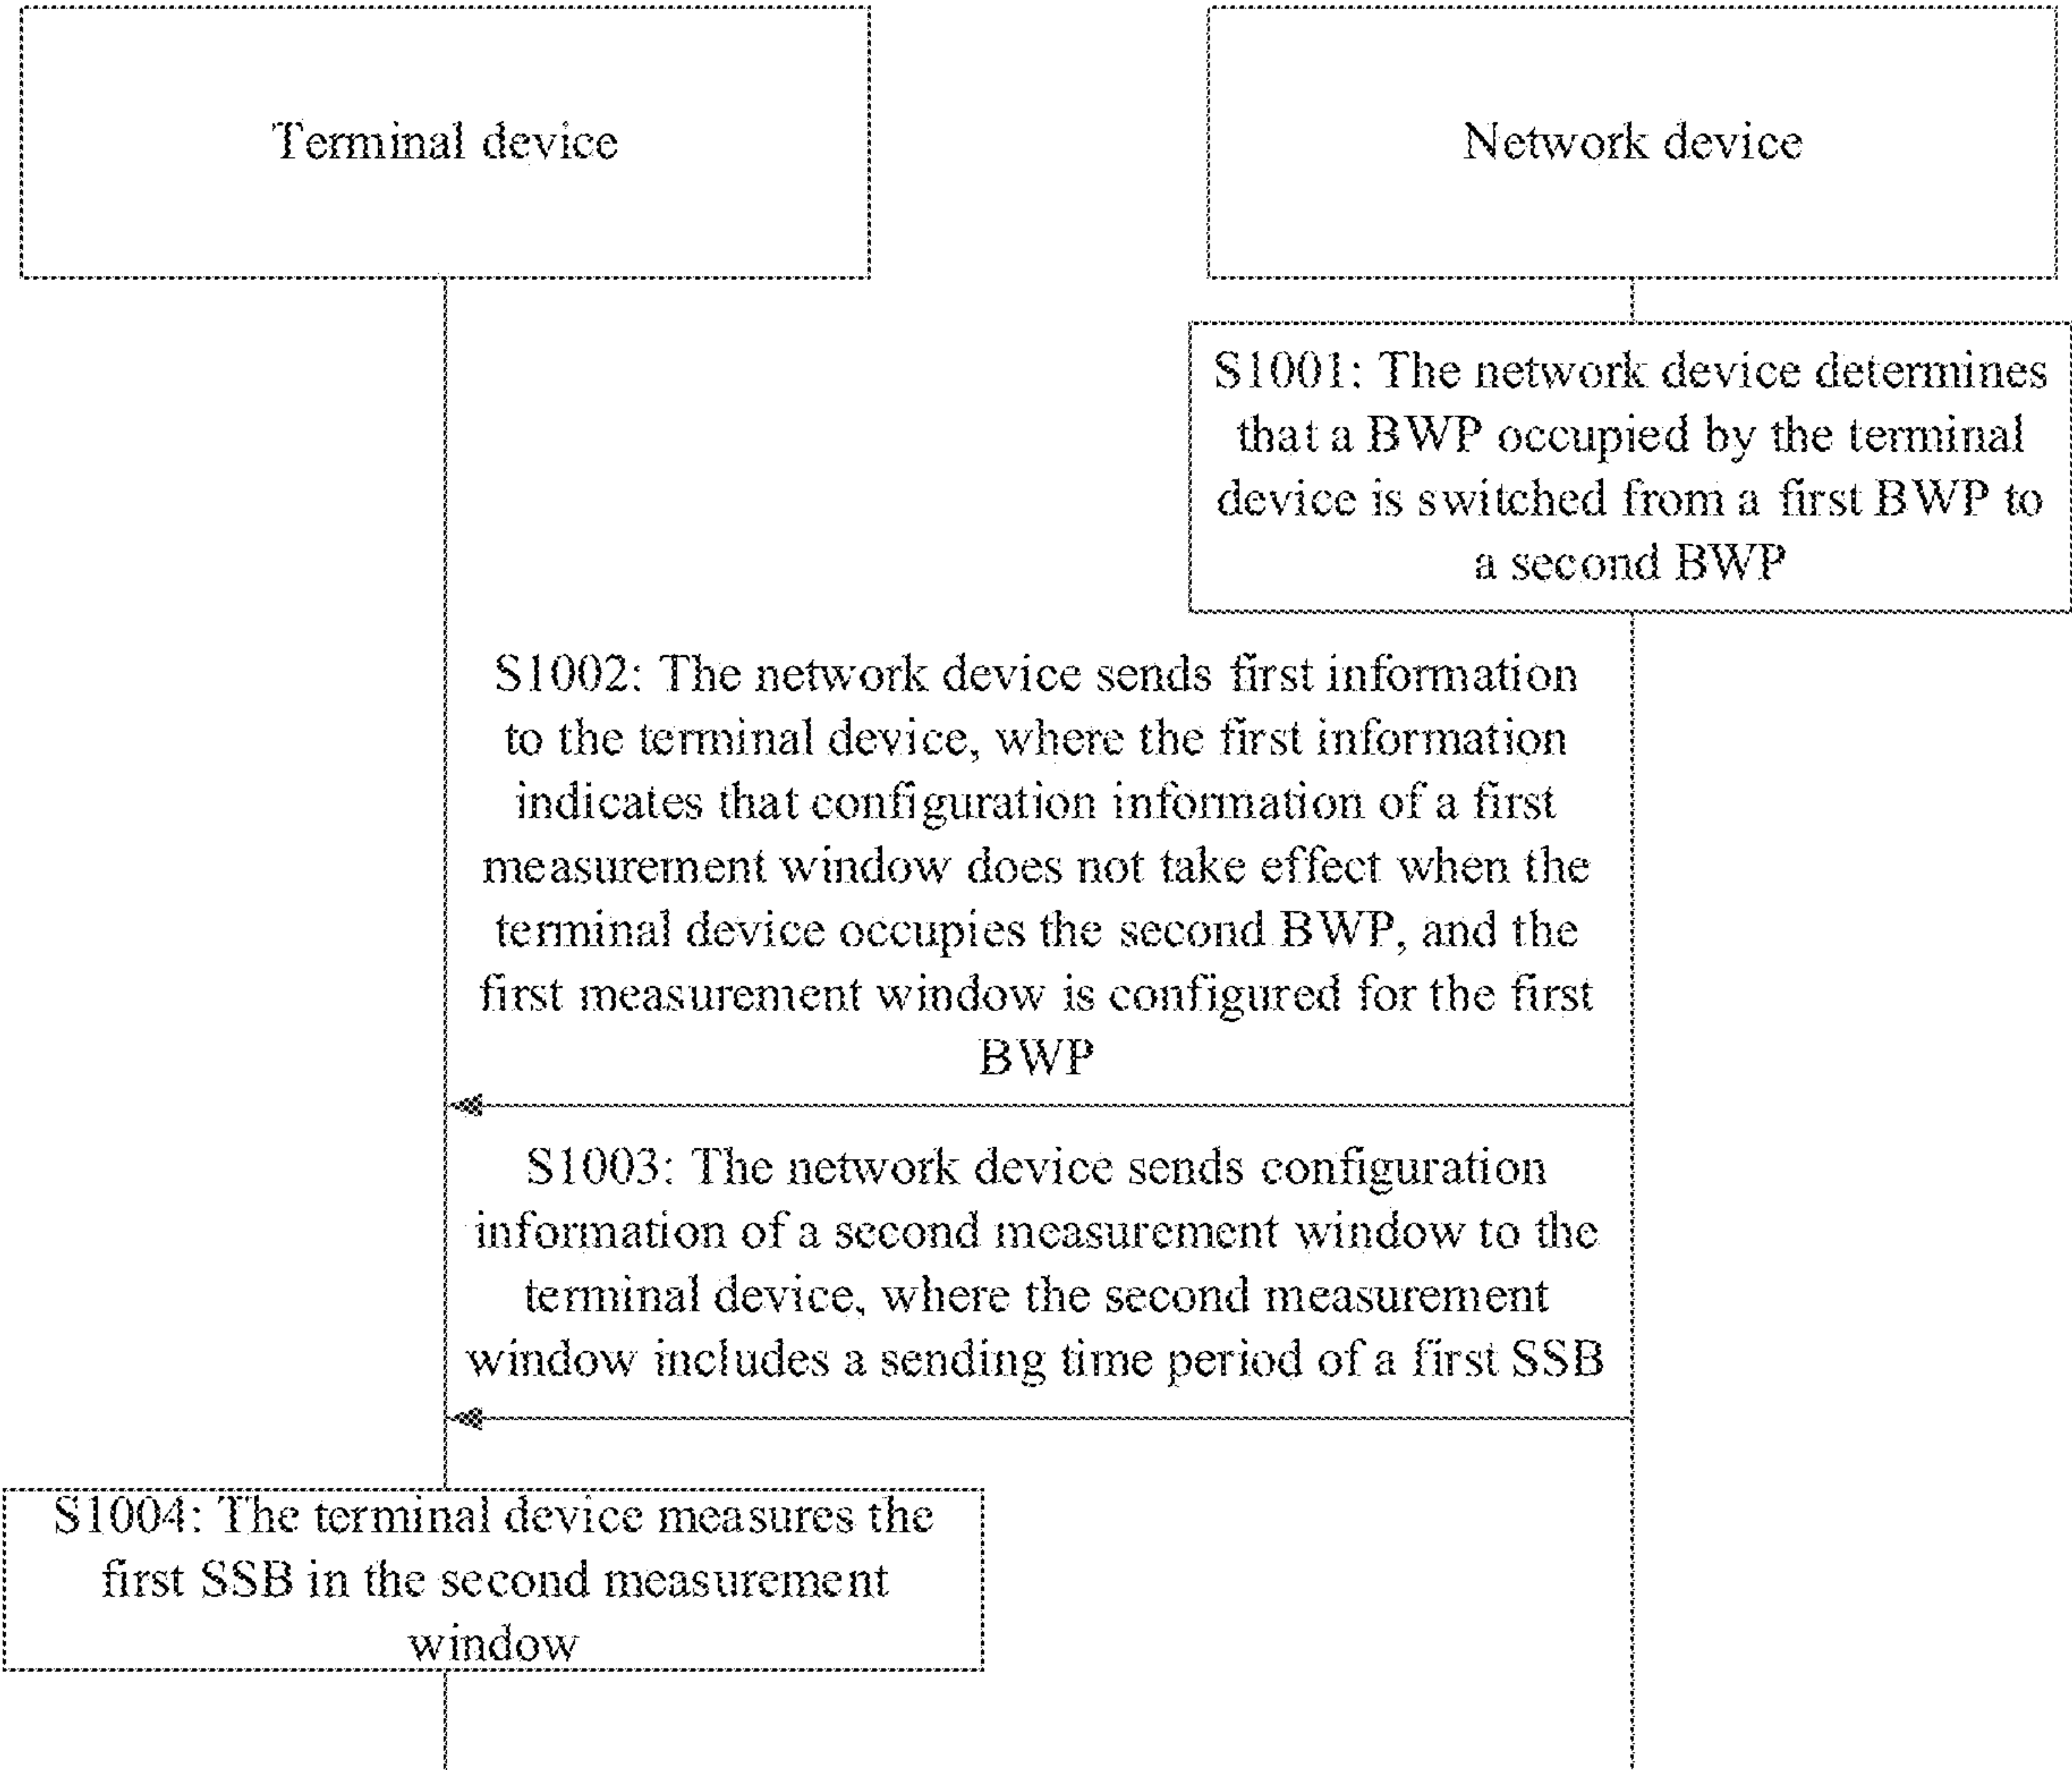 Terminal device
Network device
S1001: The network device determines
that a BWP occupied by the terminal
device is switched from a first BWP to
a second BWP
S1002: The network device sends first information
to the terminal device, where the first information
indicates that configuration information of a first
measurement window does not take effect when the
terminal device occupies the second BWP, and the
first measurement window is configured for the first
BWP
S1003: The network device sends configuration
information of a second measurement window to the
terminal device, where the second measurement
window includes a sending time period of a first SSB
S1004: The terminal device measures the
first SSB in the second measurement
window